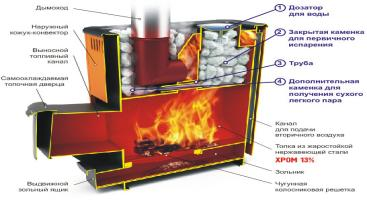 Дымоход
Наружный
кожух-конвектор
Выносной
топливный
канал
Самоохлаждаемая
топочная дверца
Выдвижной
зольный ящик
1 Дозатор
для воды
2 Закрытая каменка
для первичного
испарения
3 Труба
4 Дополнительная
каменка для
получения сухого
легкого пара
Канал
для подачи
вторичного воздуха
Топка из жаростойкой
нержавеющей стали
ХРОМ 13%
Зольник
Чугунная
колосниковая решетка